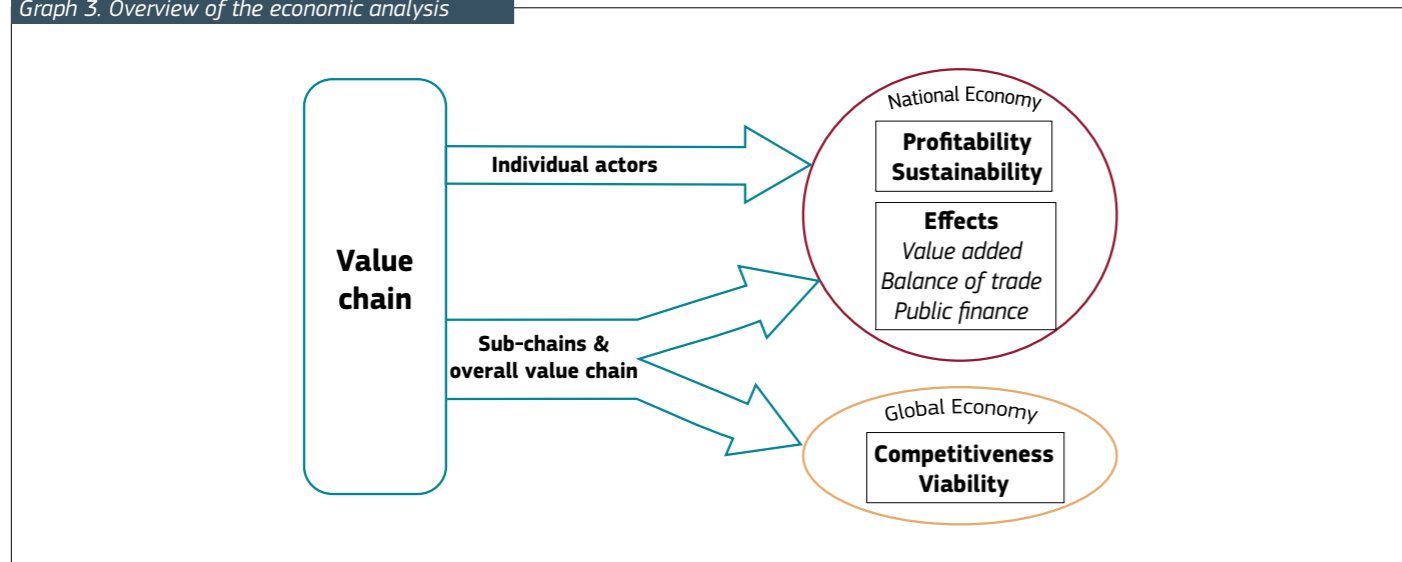 Graph 3. Overview of the economic analysis
Value
chain
Individual actors
Sub-chains &
overall value chain
National Economy
Profitability
Sustainability
Effects
Value added
Balance of trade
Public finance
Global Economy
Competitiveness
Viability